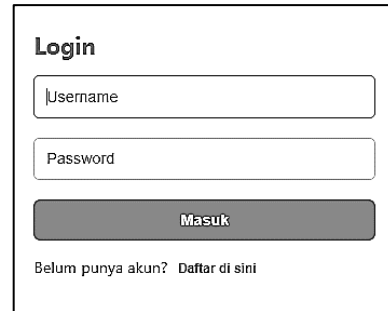 Login
Username
Password
Masuk
Belum punya akun? Daftar di sini